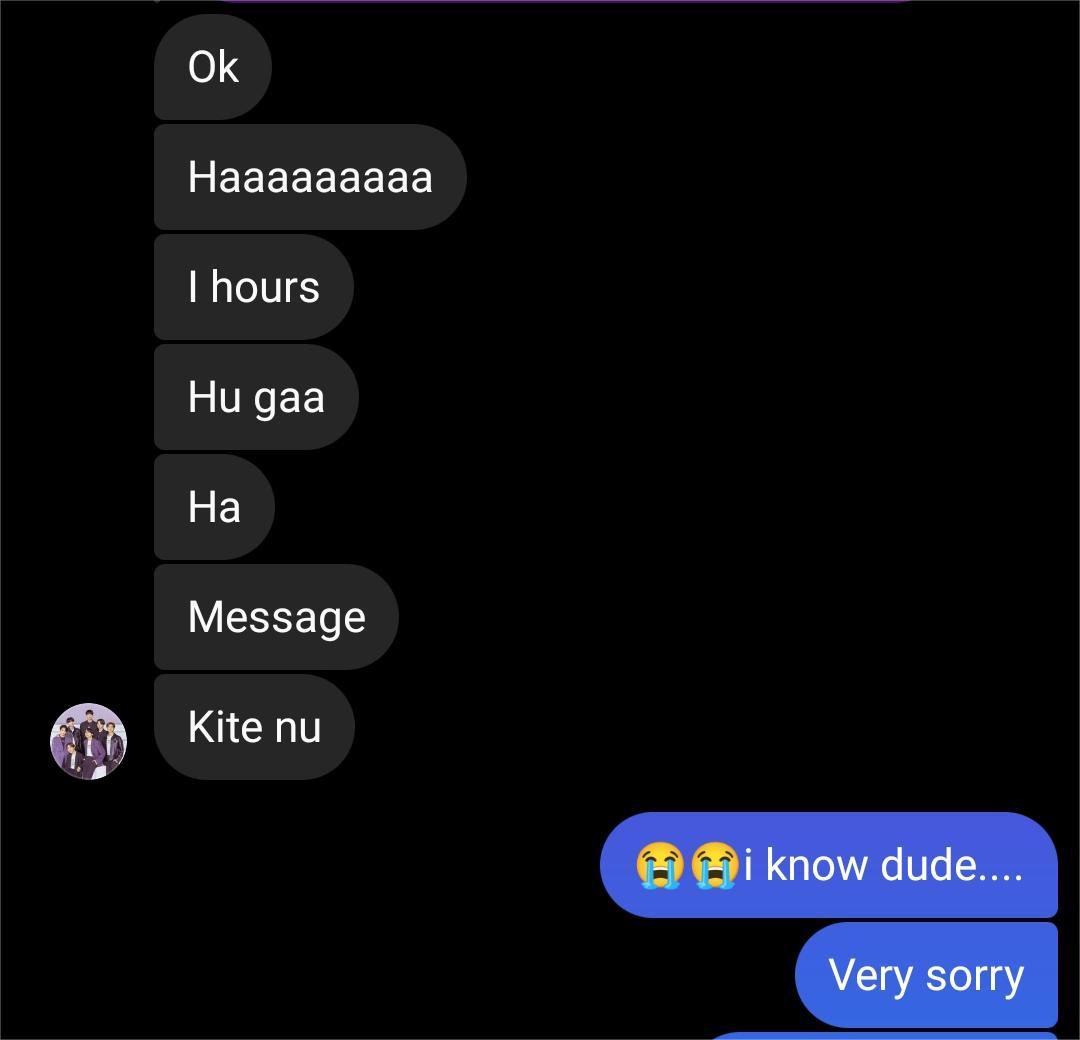 Ok
Haaaaaaaaa
I hours
Hu gaa
Ha
Message
Kite nu
😭😭i know dude....
Very sorry